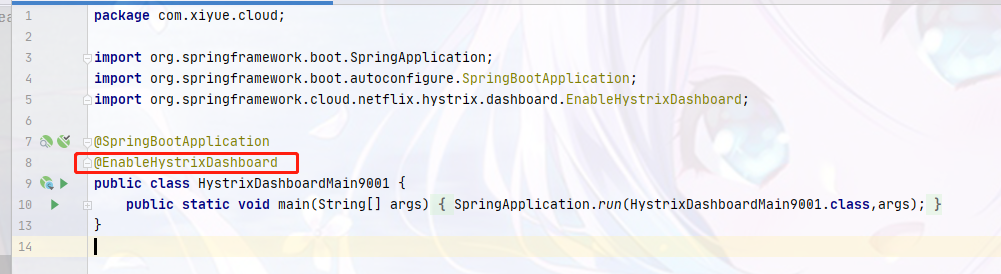 1 package com.xiyue.cloud;
2
3 import org.springframework.boot.SpringApplication;
4 import org.springframework.boot.autoconfigure.SpringBootApplication;
5 import org.springframework.cloud.netflix.hystrix.dashboard.EnableHystrixDashboard;
6
7 @SpringBootApplication
8 @EnableHystrixDashboard
9 public class HystrixDashboardMain9001 {
10 public static void main(String[] args) { SpringApplication.run(HystrixDashboardMain9001.class,args); }
13 }
14